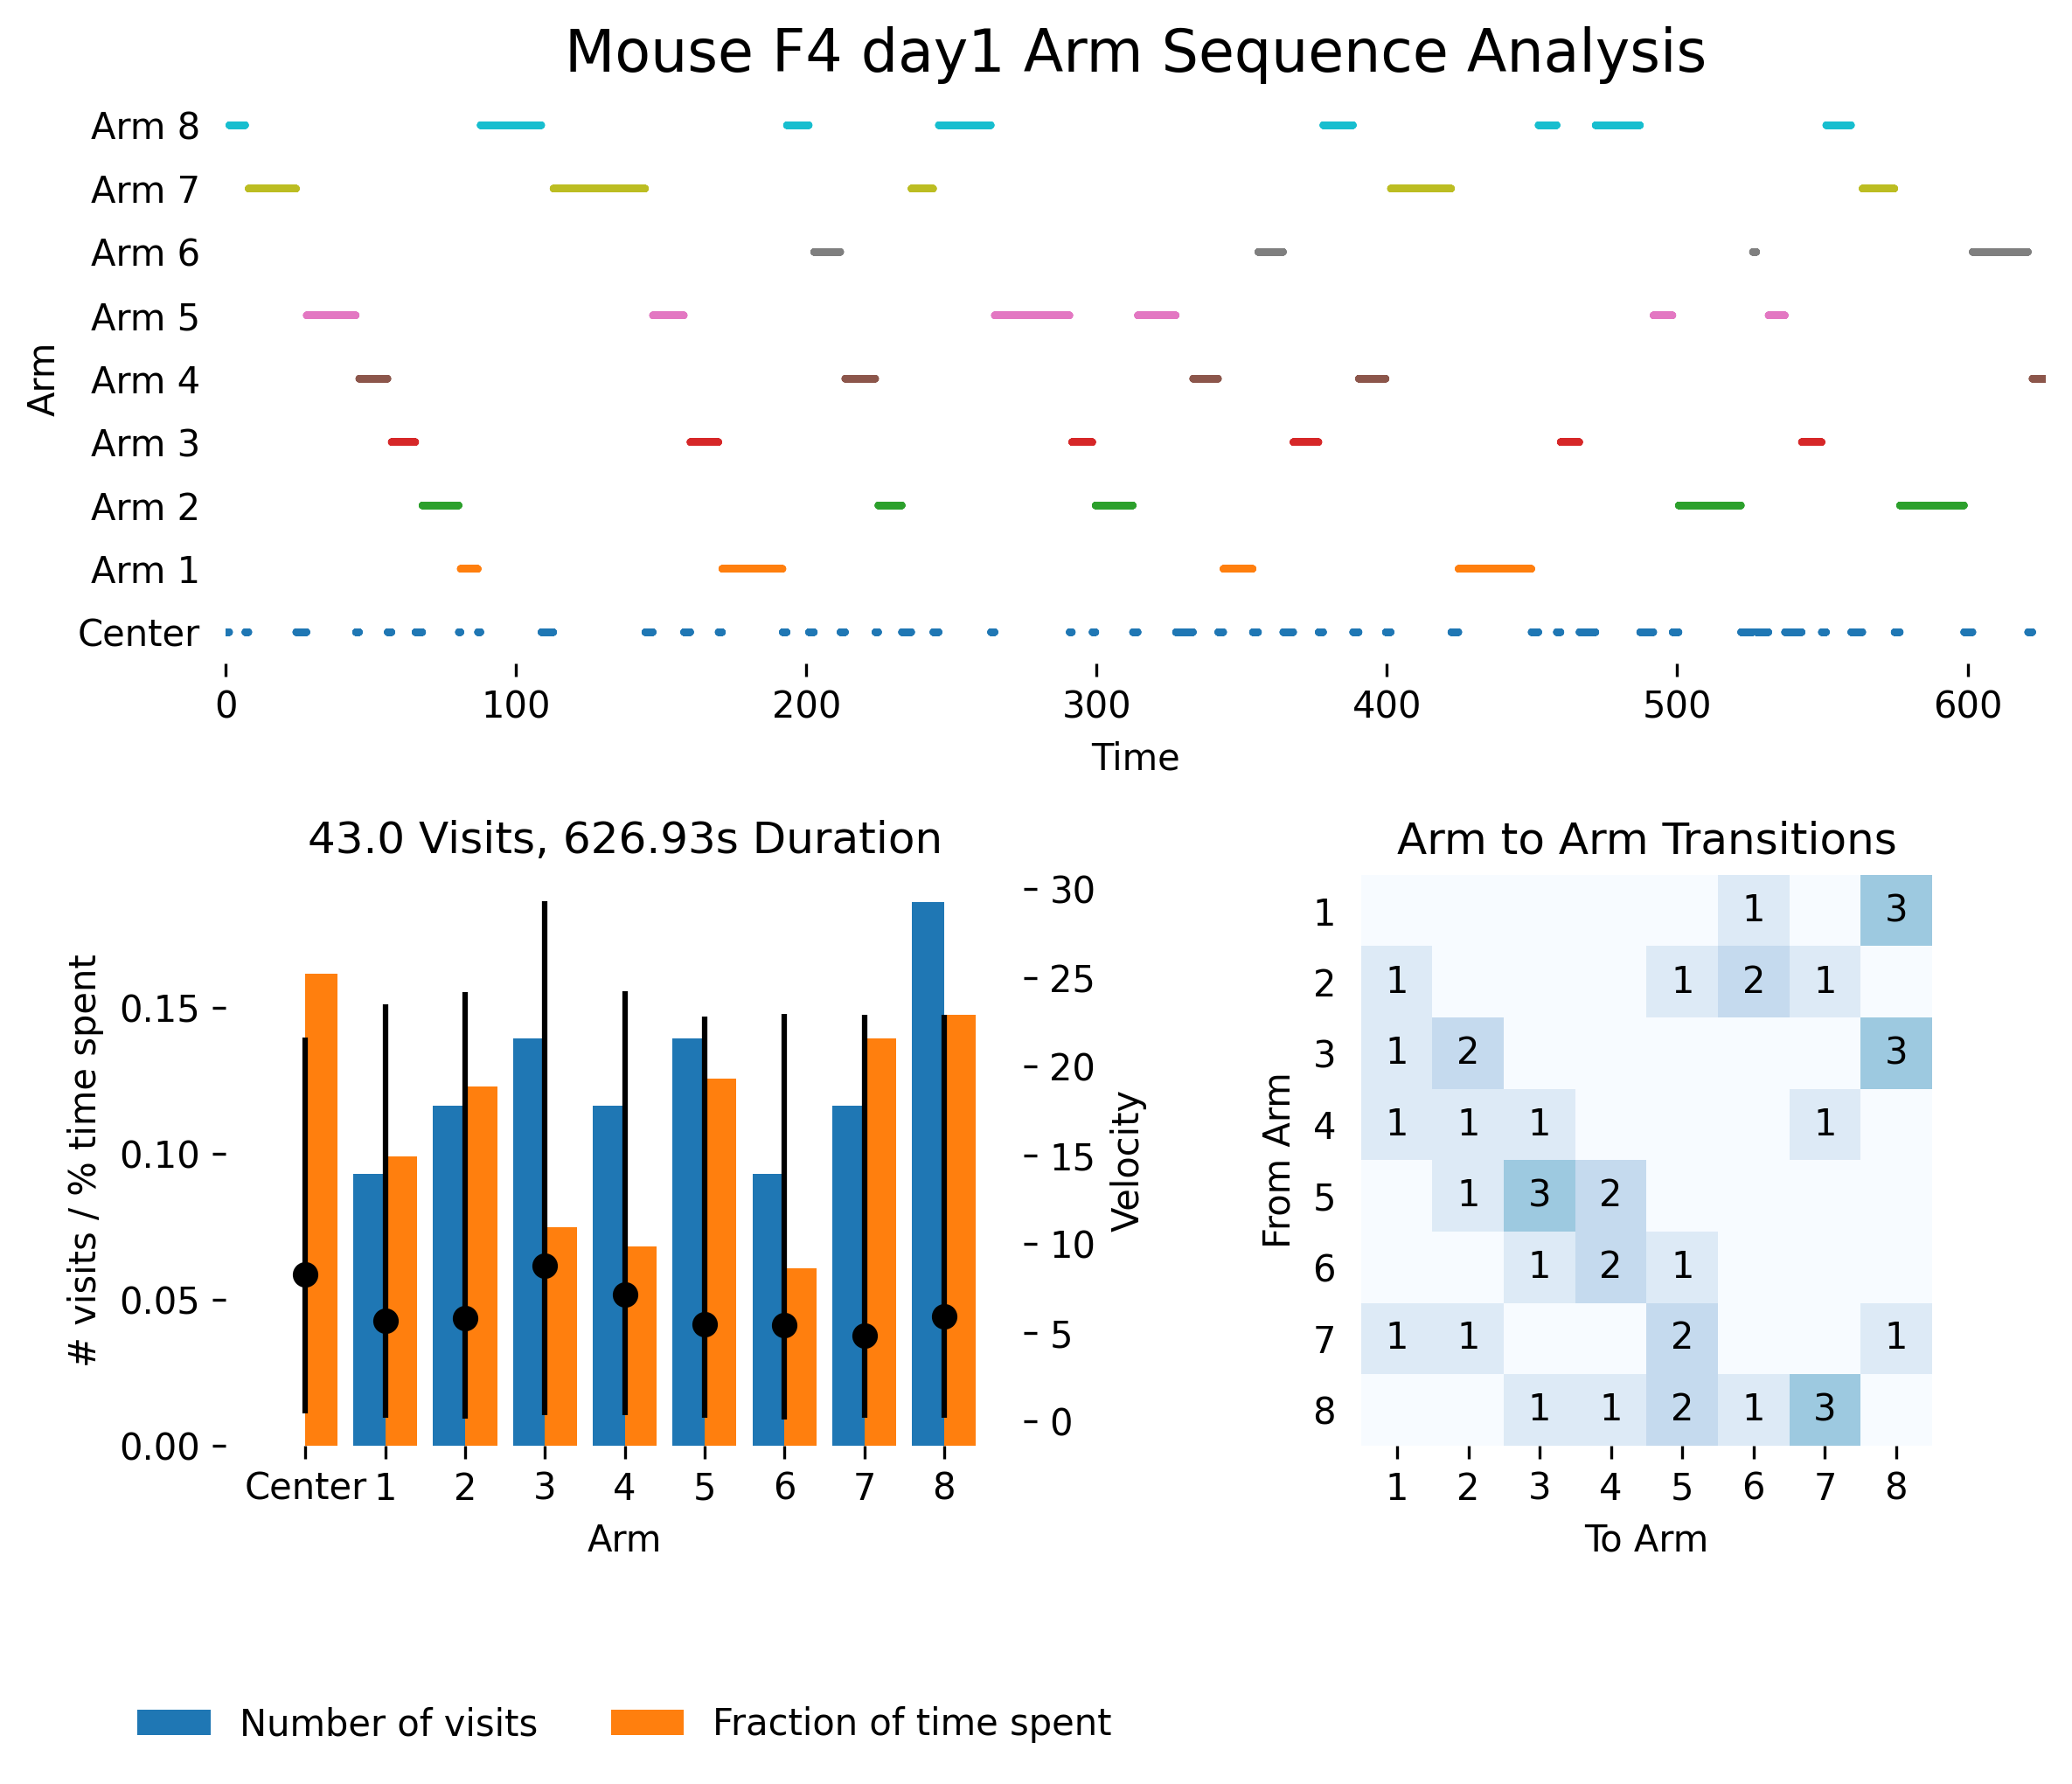 Mouse F4 day1 Arm Sequence Analysis
Arm 8
Arm 7
Arm 6
Arm 5
Arm 4
Arm 3
Arm 2
Arm 1
Center
Arm
0 100 200 300 400 500 600
Time
43.0 Visits, 626.93s Duration
# visits / % time spent
0.15
0.10
0.05
0.00
30
25
20
15
10
5
0
Velocity
Center 1 2 3 4 5 6 7 8
Arm
Arm to Arm Transitions
From Arm
1 1 3
2 1 1 2 1
3 1 2 3
4 1 1 1 1
5 1 3 2
6 1 2 1
7 1 1 2 1
8 1 1 2 1 3
1 2 3 4 5 6 7 8
To Arm
Number of visits
Fraction of time spent